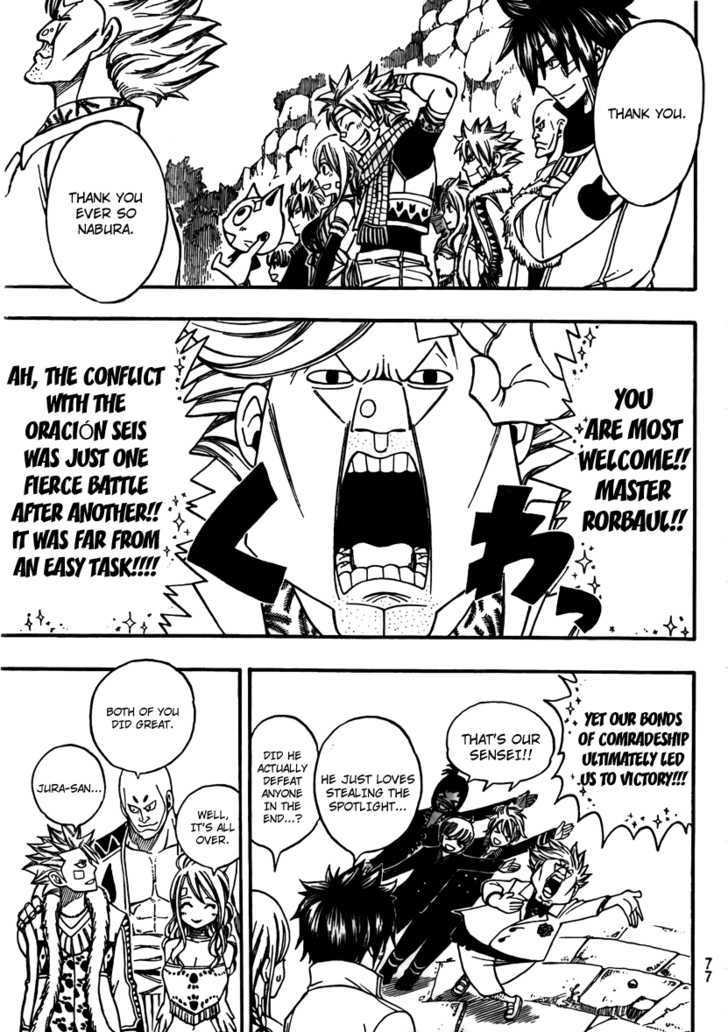 THANK YOU.
THANK YOU
EVER SO
NABURA.
YOU
ARE MOST
WELCOME!!
MASTER
RORBAUL!!
く
わっ
AH, THE CONFLICT
WITH THE
ORACIÓN SEIS
WAS JUST ONE
FIERCE BATTLE
AFTER ANOTHER!!
IT WAS FAR FROM
AN EASY TASK!!!!
YET OUR BONDS
OF COMRADESHIP
ULTIMATELY LED
US TO VICTORY!!!
THAT'S OUR
SENSEI!!
HE JUST LOVES
STEALING THE
SPOTLIGHT...
DID HE
ACTUALLY
DEFEAT
ANYONE
IN THE
END...?
BOTH OF YOU
DID GREAT.
WELL,
IT'S ALL
OVER.
JURA-SAN...
77